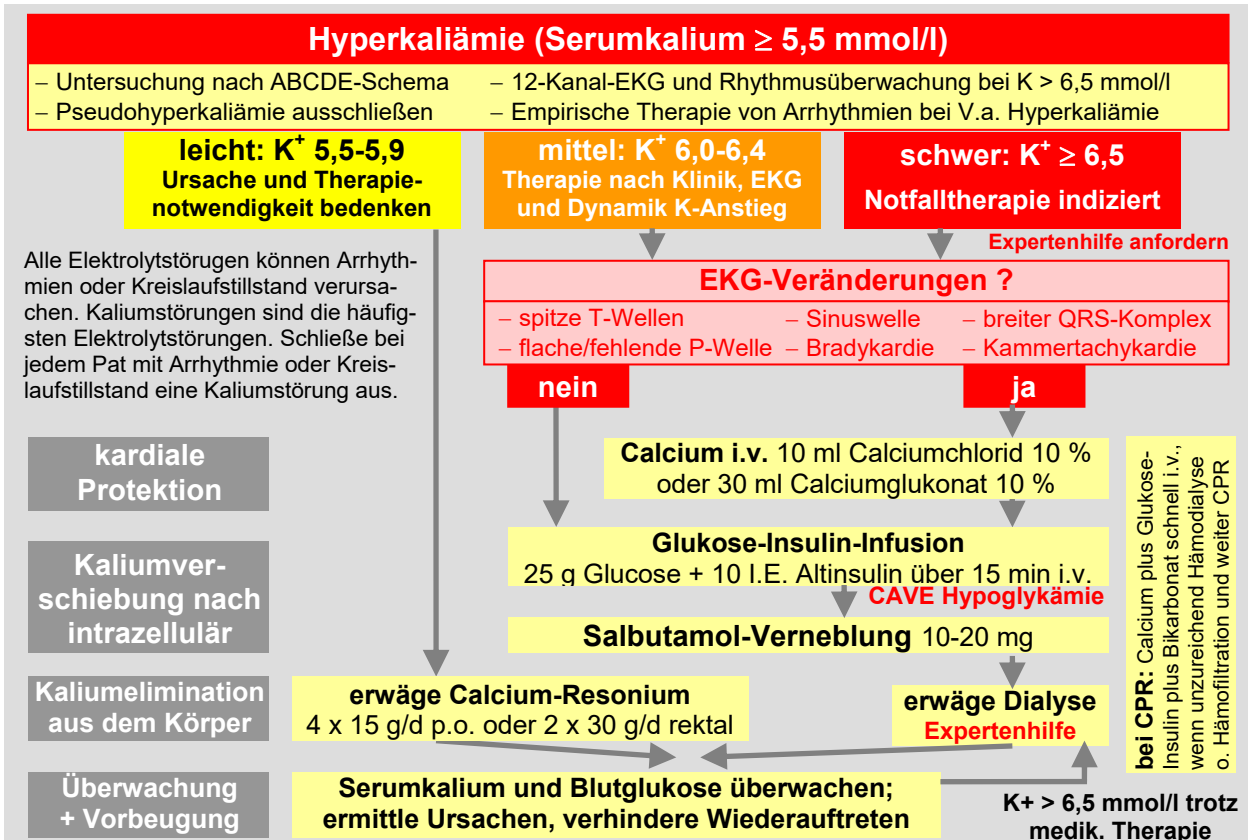 Hyperkaliämie (Serumkalium ≥ 5,5 mmol/l)
– Untersuchung nach ABCDE-Schema
– Pseudohyperkaliämie ausschließen
– 12-Kanal-EKG und Rhythmusüberwachung bei K > 6,5 mmol/l
– Empirische Therapie von Arrhythmien bei V.a. Hyperkaliämie
leicht: K⁺ 5,5-5,9
Ursache und Therapie-
notwendigkeit bedenken
mittel: K⁺ 6,0-6,4
Therapie nach Klinik, EKG
und Dynamik K-Anstieg
schwer: K⁺ ≥ 6,5
Notfalltherapie indiziert
Expertenhilfe anfordern
Alle Elektrolytstörugen können Arrhyth-
mien oder Kreislaufstillstand verursa-
chen. Kaliumstörungen sind die häufig-
sten Elektrolytstörungen. Schließe bei
jedem Pat mit Arrhythmie oder Kreis-
laufstillstand eine Kaliumstörung aus.
EKG-Veränderungen ?
– spitze T-Wellen
– flache/fehlende P-Welle
– Sinuswelle
– Bradykardie
– breiter QRS-Komplex
– Kammertachykardie
nein
ja
kardiale
Protektion
Calcium i.v. 10 ml Calciumchlorid 10 %
oder 30 ml Calciumglukonat 10 %
Kaliumver-
schiebung nach
intrazellulär
Glukose-Insulin-Infusion
25 g Glucose + 10 I.E. Altinsulin über 15 min i.v.
CAVE Hypoglykämie
Salbutamol-Verneblung 10-20 mg
bei CPR: Calcium plus Glukose-
Insulin plus Bikarbonat schnell i.v.,
wenn unzureichend Hämodialyse
o. Hämofiltration und weiter CPR
Kaliumelimination
aus dem Körper
erwäge Calcium-Resonium
4 x 15 g/d p.o. oder 2 x 30 g/d rektal
erwäge Dialyse
Expertenhilfe
Überwachung
+ Vorbeugung
Serumkalium und Blutglukose überwachen;
ermittle Ursachen, verhindere Wiederauftreten
K+ > 6,5 mmol/l trotz
medik. Therapie